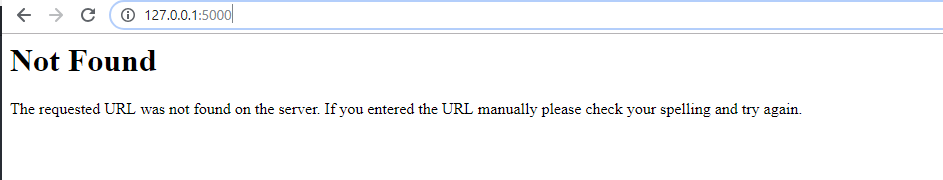 127.0.0.1:5000
Not Found
The requested URL was not found on the server. If you entered the URL manually please check your spelling and try again.